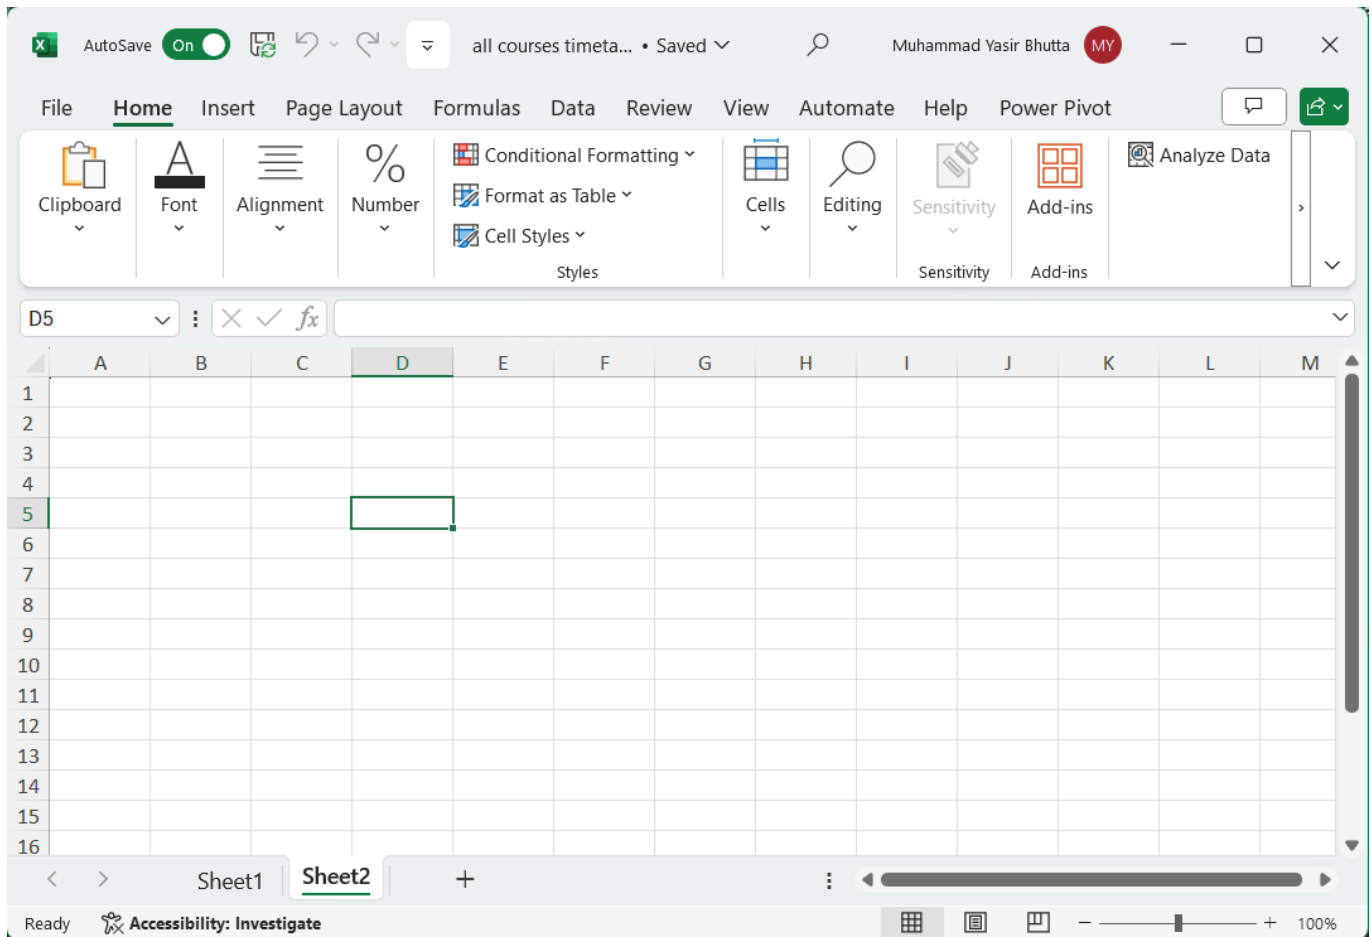 AutoSave On all courses timeta... • Saved Muhammad Yasir Bhutta MY
File Home Insert Page Layout Formulas Data Review View Automate Help Power Pivot
Clipboard Font Alignment Number Conditional Formatting Format as Table Cell Styles Cells Editing Sensitivity Add-ins Analyze Data
Styles Sensitivity Add-ins
D5 fx
A B C D E F G H I J K L M
1
2
3
4
5
6
7
8
9
10
11
12
13
14
15
16
Sheet1 Sheet2 +
Ready Accessibility: Investigate − + 100%